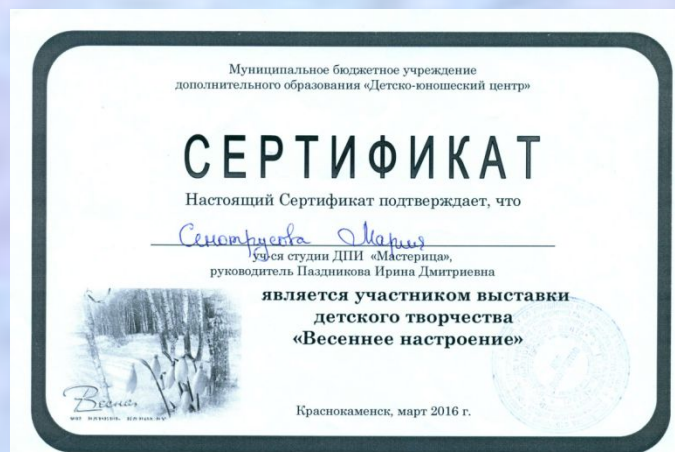 Муниципальное бюджетное учреждение
дополнительного образования «Детско-юношеский центр»
СЕРТИФИКАТ
Настоящий Сертификат подтверждает, что
Сенотрусова Мария
уч-ся студии ДПИ «Мастерица»,
руководитель Паздникова Ирина Дмитриевна
является участником выставки
детского творчества
«Весеннее настроение»
Весна
Краснокаменск, март 2016 г.